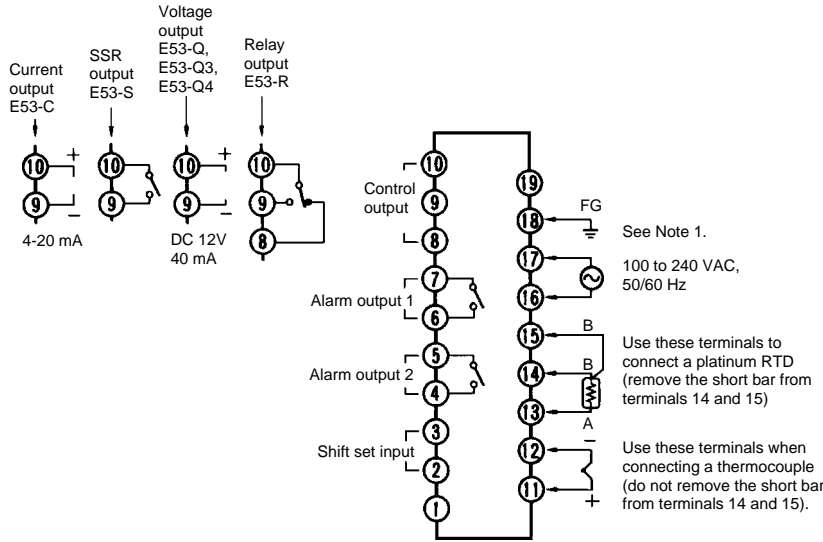 Current
output
E53-C
SSR
output
E53-S
Voltage
output
E53-Q,
E53-Q3,
E53-Q4
Relay
output
E53-R
10
+
9
−
4-20 mA
10
9
10
+
9
−
DC 12V
40 mA
10
9
8
Control
output
Alarm output 1
Alarm output 2
Shift set input
10
9
8
7
6
5
4
3
2
1
19
18
17
16
15
14
13
12
11
FG
B
B
A
−
+
See Note 1.
100 to 240 VAC,
50/60 Hz
Use these terminals to
connect a platinum RTD
(remove the short bar from
terminals 14 and 15)
Use these terminals when
connecting a thermocouple
(do not remove the short bar
from terminals 14 and 15).